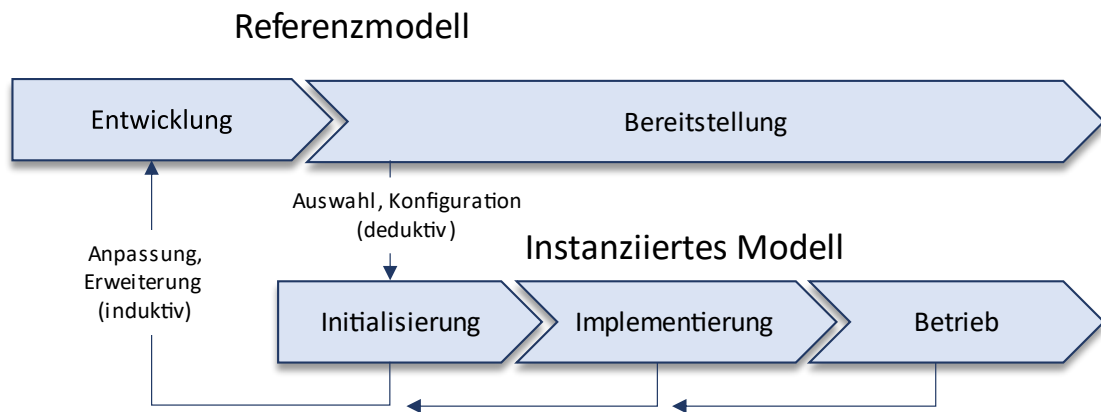 Referenzmodell
Entwicklung
Bereitstellung
Auswahl, Konfiguration
(deduktiv)
Anpassung,
Erweiterung
(induktiv)
Instanziiertes Modell
Initialisierung
Implementierung
Betrieb